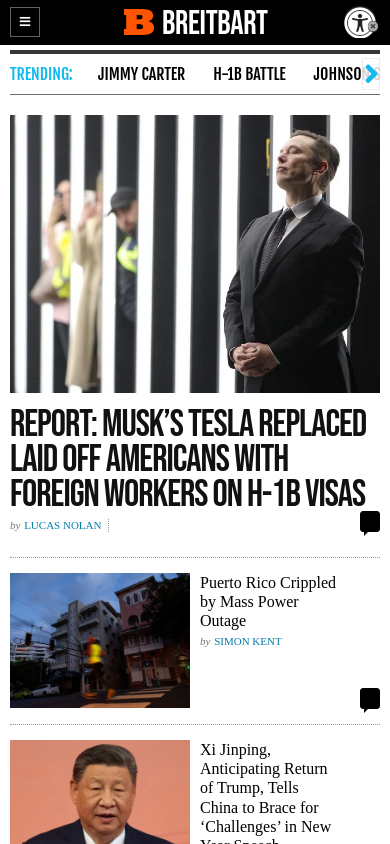 BREITBART
TRENDING:
JIMMY CARTER
H-1B BATTLE
JOHNSO
REPORT: MUSK’S TESLA REPLACED
LAID OFF AMERICANS WITH
FOREIGN WORKERS ON H-1B VISAS
by LUCAS NOLAN
Puerto Rico Crippled
by Mass Power
Outage
by SIMON KENT
Xi Jinping,
Anticipating Return
of Trump, Tells
China to Brace for
‘Challenges’ in New
Year Speech